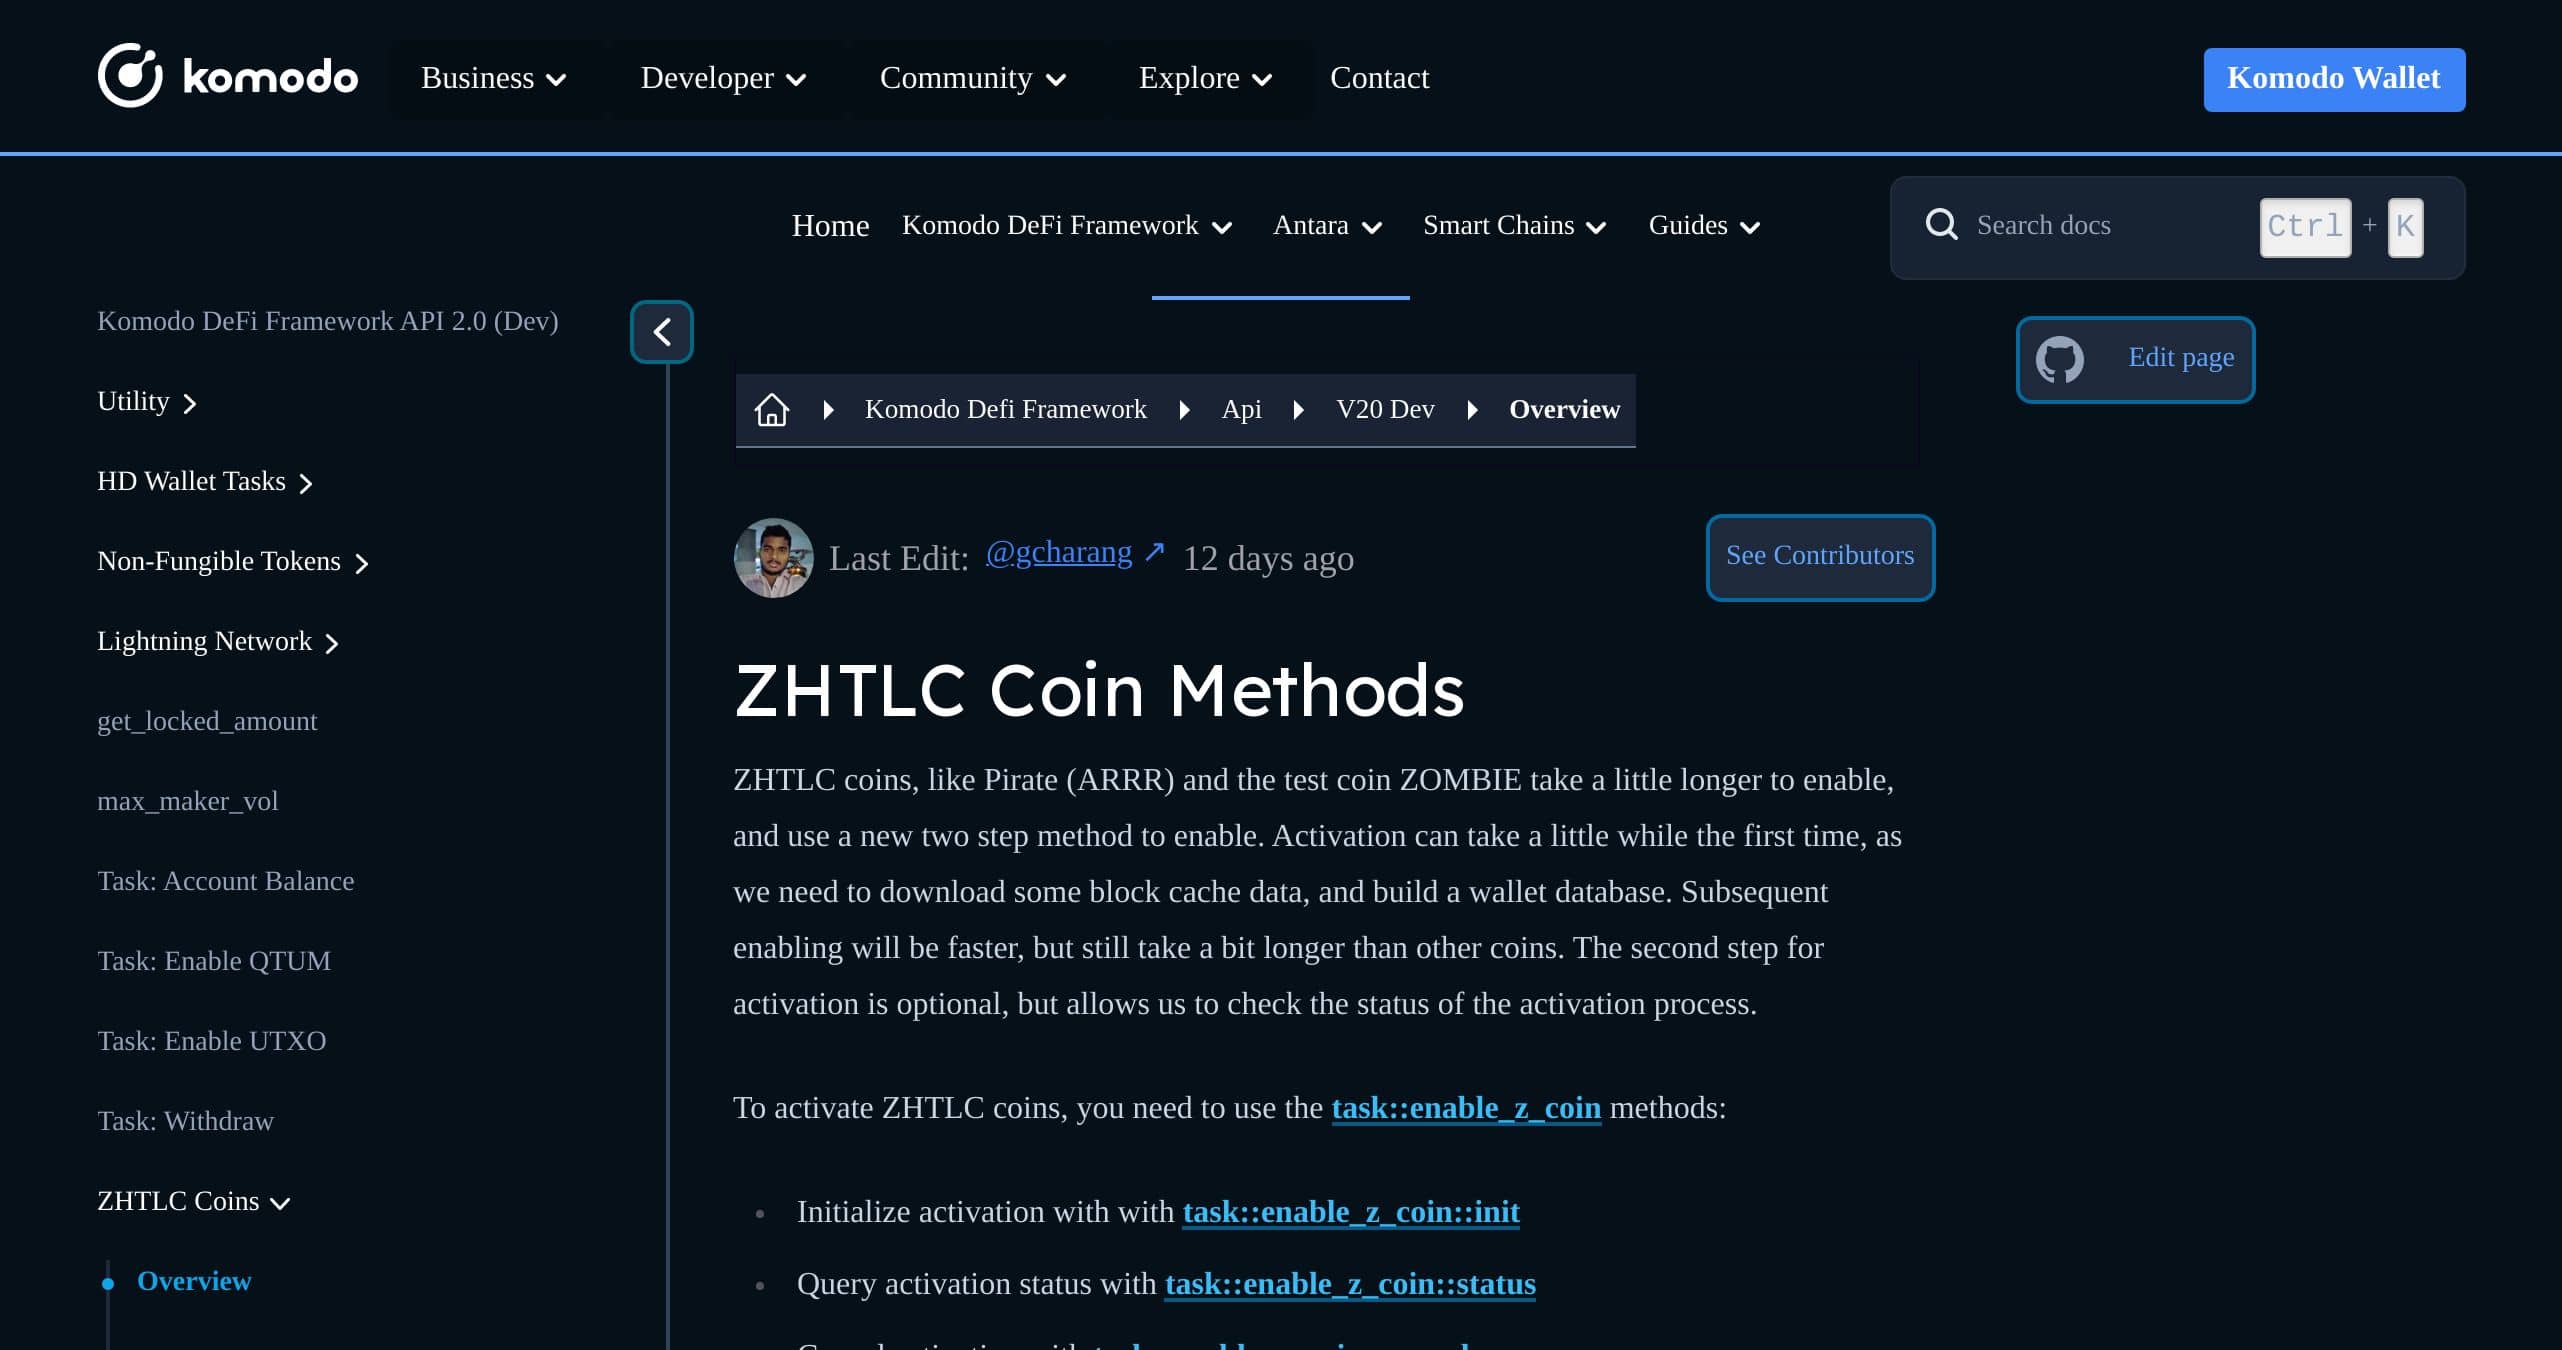 komodo Business Developer Community Explore Contact Komodo Wallet
Home Komodo DeFi Framework Antara Smart Chains Guides Search docs Ctrl + K
Komodo DeFi Framework API 2.0 (Dev)
Utility
HD Wallet Tasks
Non-Fungible Tokens
Lightning Network
get_locked_amount
max_maker_vol
Task: Account Balance
Task: Enable QTUM
Task: Enable UTXO
Task: Withdraw
ZHTLC Coins
Overview
Edit page
Komodo Defi Framework Api V20 Dev Overview
Last Edit: @gcharang ↗ 12 days ago See Contributors
ZHTLC Coin Methods
ZHTLC coins, like Pirate (ARRR) and the test coin ZOMBIE take a little longer to enable,
and use a new two step method to enable. Activation can take a little while the first time, as
we need to download some block cache data, and build a wallet database. Subsequent
enabling will be faster, but still take a bit longer than other coins. The second step for
activation is optional, but allows us to check the status of the activation process.
To activate ZHTLC coins, you need to use the task::enable_z_coin methods:
Initialize activation with with task::enable_z_coin::init
Query activation status with task::enable_z_coin::status